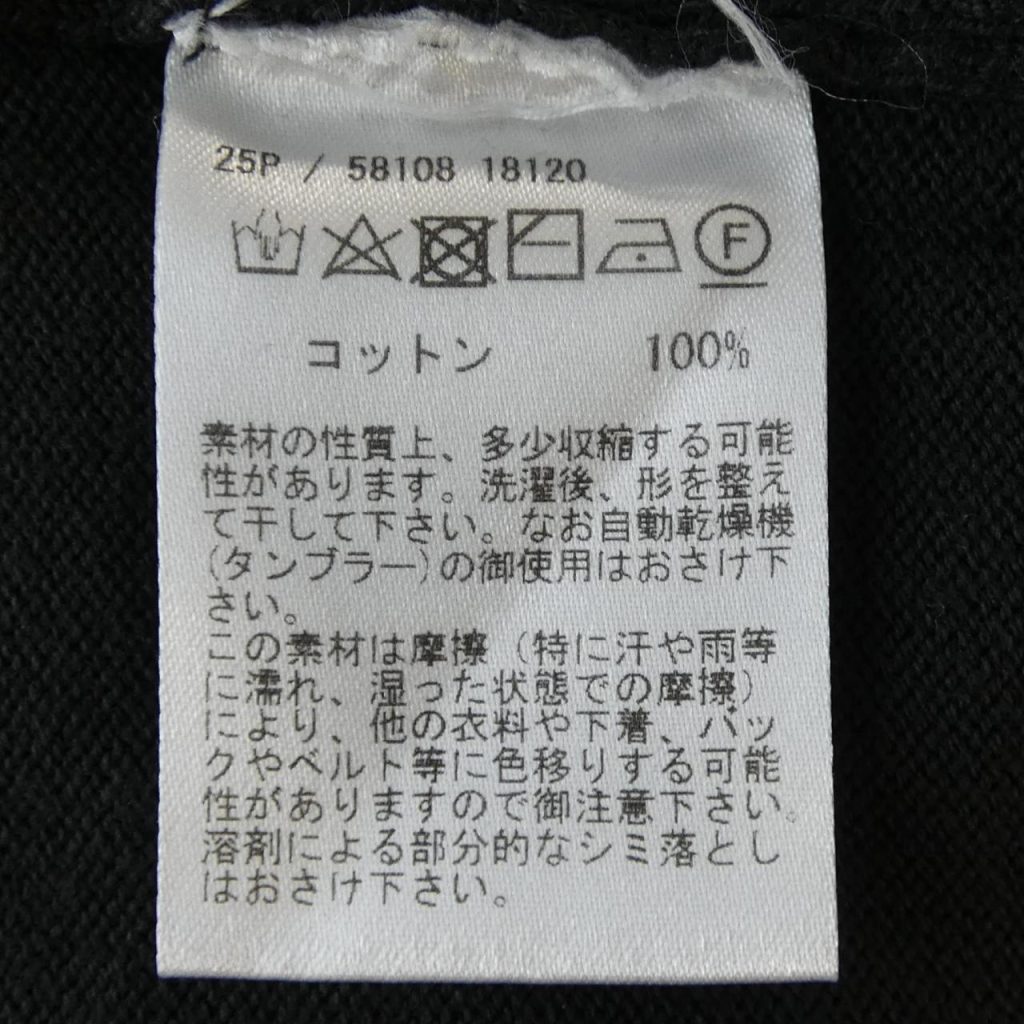 25P / 58108 18120
F
コットン 100%
素材の性質上、多少収縮する可能
性があります。洗濯後、形を整え
て干して下さい。なお自動乾燥機
(タンブラー)の御使用はおさけ下
さい。
この素材は摩擦（特に汗や雨等
に濡れ、湿った状態での摩擦）
により、他の衣料や下着、バッ
クやベルト等に色移りする可能
性がありますので御注意下さい。
溶剤による部分的なシミ落とし
はおさけ下さい。